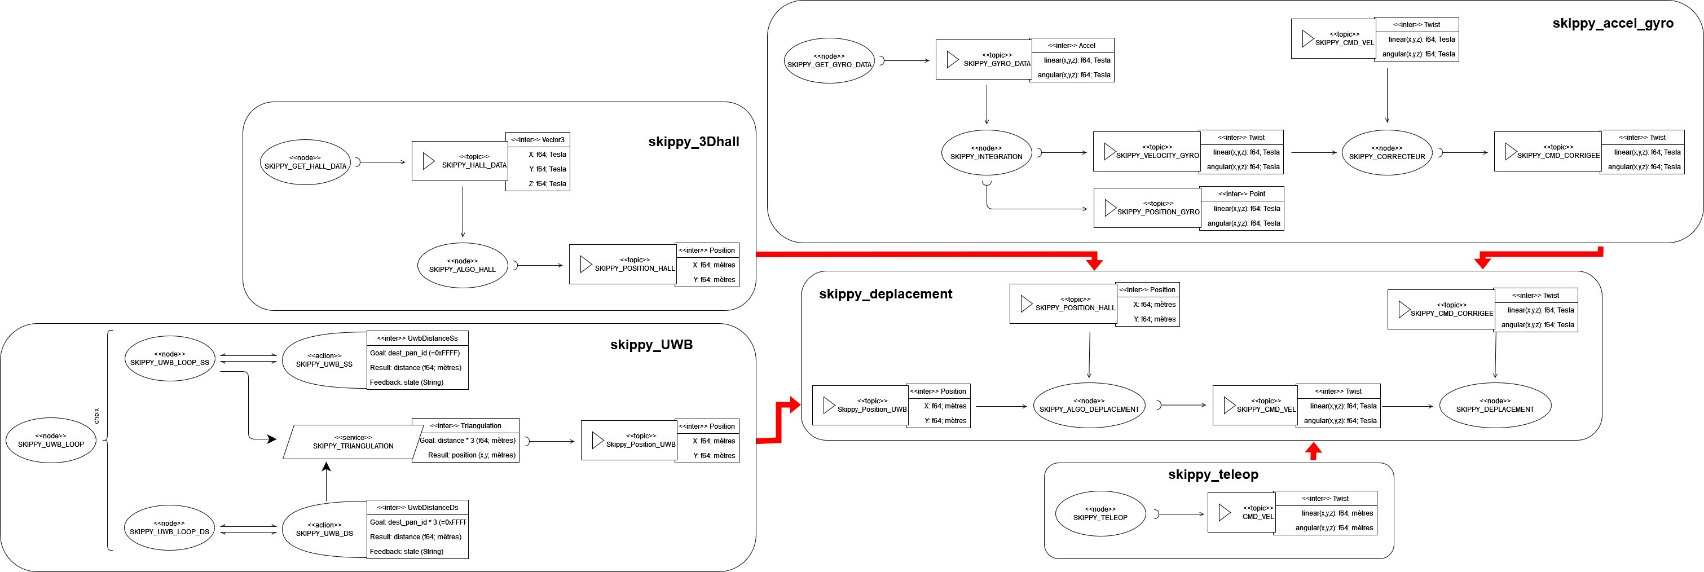 skippy_accel_gyro
<<node>>
SKIPPY_GET_GYRO_DATA
<<topic>>
SKIPPY_GYRO_DATA
<<inter>> Accel
linear(x,y,z): f64; Tesla
angular(x,y,z): f64; Tesla
<<topic>>
SKIPPY_CMD_VEL
<<inter>> Twist
linear(x,y,z): f64; Tesla
angular(x,y,z): f64; Tesla
<<node>>
SKIPPY_INTEGRATION
<<topic>>
SKIPPY_VELOCITY_GYRO
<<inter>> Twist
linear(x,y,z): f64; Tesla
angular(x,y,z): f64; Tesla
<<node>>
SKIPPY_CORRECTEUR
<<topic>>
SKIPPY_CMD_CORRIGEE
<<inter>> Twist
linear(x,y,z): f64; Tesla
angular(x,y,z): f64; Tesla
<<topic>>
SKIPPY_POSITION_GYRO
<<inter>> Point
linear(x,y,z): f64; Tesla
angular(x,y,z): f64; Tesla
skippy_3Dhall
<<node>>
SKIPPY_GET_HALL_DATA
<<topic>>
SKIPPY_HALL_DATA
<<inter>> Vector3
X: f64; Tesla
Y: f64; Tesla
Z: f64; Tesla
<<node>>
SKIPPY_ALGO_HALL
<<topic>>
SKIPPY_POSITION_HALL
<<inter>> Position
X: f64; mètres
Y: f64; mètres
skippy_UWB
<<node>>
SKIPPY_UWB_LOOP
<<node>>
SKIPPY_UWB_LOOP_SS
<<action>>
SKIPPY_UWB_SS
<<inter>> UwbDistanceSs
Goal: dest_pan_id (=0xFFFF)
Result: distance (f64; mètres)
Feedback: state (String)
<<service>>
SKIPPY_TRIANGULATION
<<inter>> Triangulation
Goal: distance * 3 (f64; mètres)
Result: position (x,y; mètres)
<<topic>>
Skippy_Position_UWB
<<inter>> Position
X: f64; mètres
Y: f64; mètres
<<node>>
SKIPPY_UWB_LOOP_DS
<<action>>
SKIPPY_UWB_DS
<<inter>> UwbDistanceDs
Goal: dest_pan_id * 3 (=0xFFFF
Result: distance (f64; mètres)
Feedback: state (String)
skippy_deplacement
<<topic>>
SKIPPY_POSITION_HALL
<<inter>> Position
X: f64; mètres
Y: f64; mètres
<<topic>>
SKIPPY_CMD_CORRIGEE
<<inter>> Twist
linear(x,y,z): f64; Tesla
angular(x,y,z): f64; Tesla
<<topic>>
Skippy_Position_UWB
<<inter>> Position
X: f64; mètres
Y: f64; mètres
<<node>>
SKIPPY_ALGO_DEPLACEMENT
<<topic>>
SKIPPY_CMD_VEL
<<inter>> Twist
linear(x,y,z): f64; Tesla
angular(x,y,z): f64; Tesla
<<node>>
SKIPPY_DEPLACEMENT
skippy_teleop
<<node>>
SKIPPY_TELEOP
<<topic>>
CMD_VEL
<<inter>> Twist
linear(x,y,z): f64; mètres
angular(x,y,z): f64; mètres